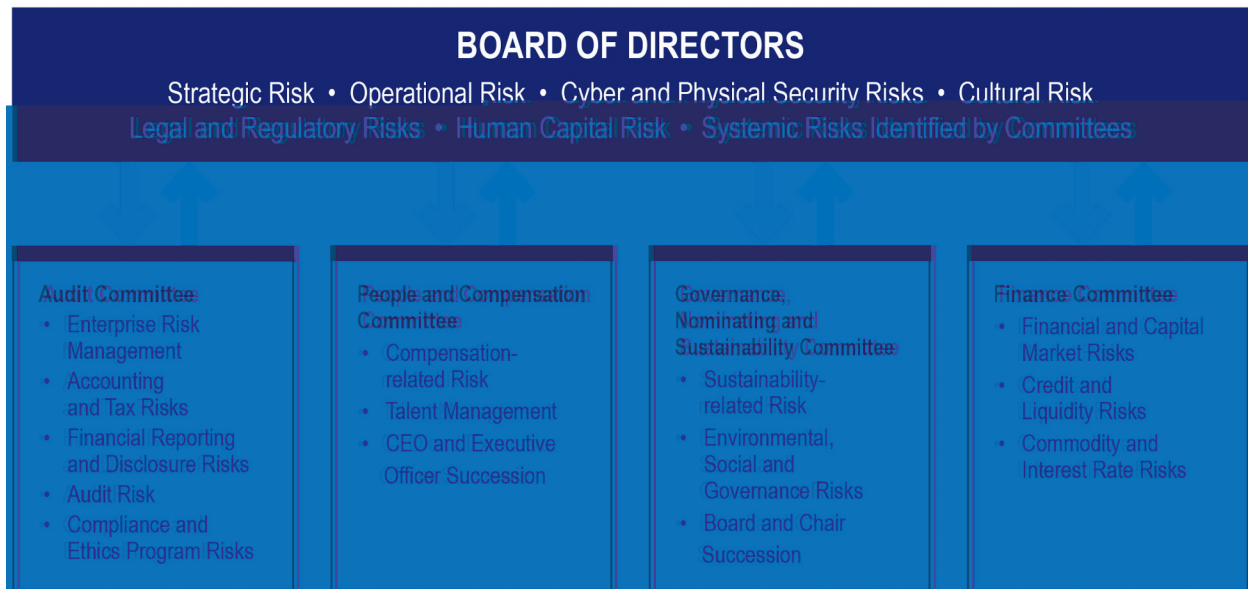 BOARD OF DIRECTORS
Strategic Risk • Operational Risk • Cyber and Physical Security Risks • Cultural Risk
Legal and Regulatory Risks • Human Capital Risk • Systemic Risks Identified by Committees
Audit Committee
• Enterprise Risk
Management
• Accounting
and Tax Risks
• Financial Reporting
and Disclosure Risks
• Audit Risk
• Compliance and
Ethics Program Risks
People and Compensation
Committee
• Compensation-
related Risk
• Talent Management
• CEO and Executive
Officer Succession
Governance,
Nominating and
Sustainability Committee
• Sustainability-
related Risk
• Environmental,
Social and
Governance Risks
• Board and Chair
Succession
Finance Committee
• Financial and Capital
Market Risks
• Credit and
Liquidity Risks
• Commodity and
Interest Rate Risks